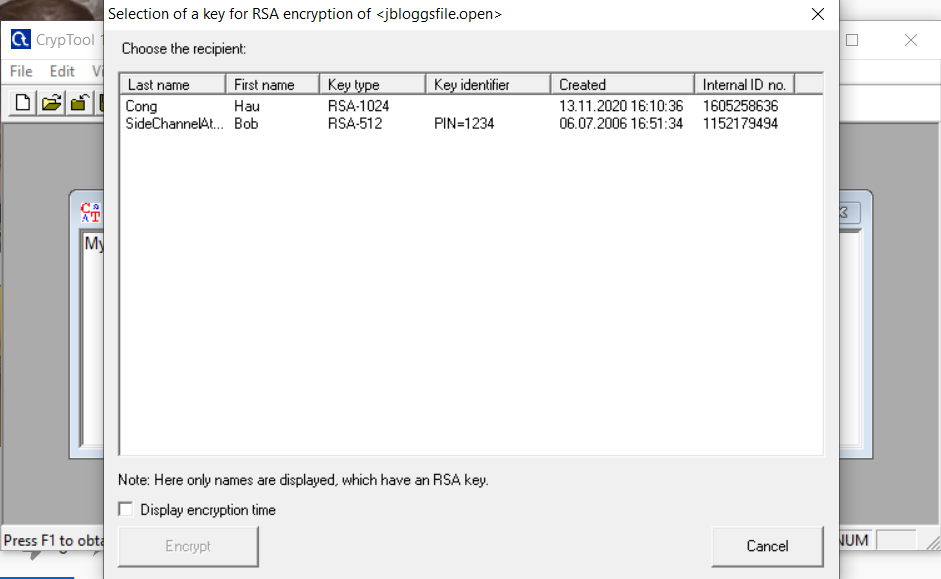 Selection of a key for RSA encryption of <jbloggsfile.open>
CrypTool
File Edit
Choose the recipient:
Last name First name Key type Key identifier Created Internal ID no.
Cong Hau RSA-1024 13.11.2020 16:10:36 1605258636
SideChannelAt... Bob RSA-512 PIN=1234 06.07.2006 16:51:34 1152179494
My
Note: Here only names are displayed, which have an RSA key.
Display encryption time
Press F1 to
NUM
Encrypt Cancel